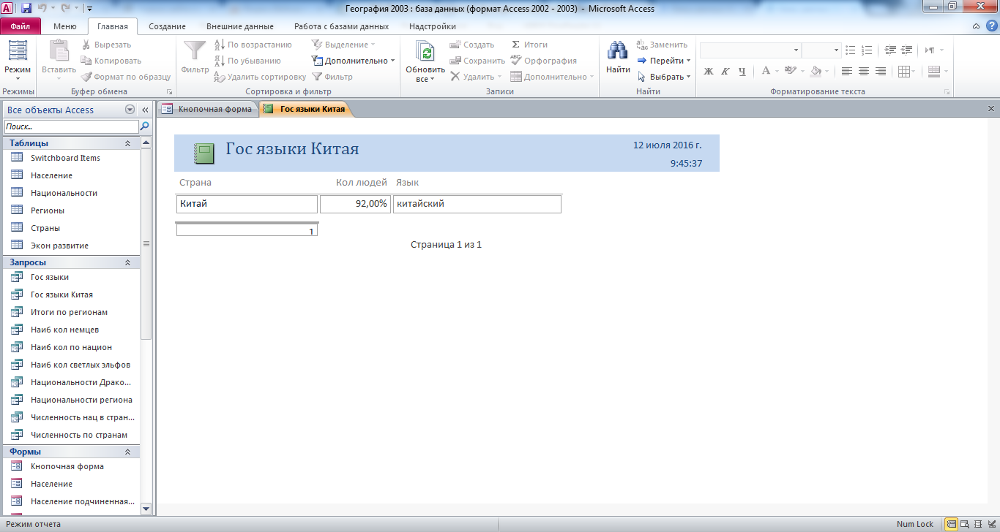 География 2003 : база данных (формат Access 2002 - 2003) - Microsoft Access
Файл Меню Главная Создание Внешние данные Работа с базами данных Надстройки
Режим
Режимы
Вставить
Вырезать
Копировать
Формат по образцу
Буфер обмена
Фильтр
По возрастанию
По убыванию
Удалить сортировку
Выделение
Дополнительно
Фильтр
Сортировка и фильтр
Обновить все
Создать
Сохранить
Удалить
Итоги
Орфография
Дополнительно
Записи
Найти
Заменить
Перейти
Выбрать
Найти
Ж К Ч
Форматирование текста
Все объекты Access
Поиск...
Таблицы
Switchboard Items
Население
Национальности
Регионы
Страны
Экон развитие
Запросы
Гос языки
Гос языки Китая
Итоги по регионам
Наиб кол немцев
Наиб кол по национ
Наиб кол светлых эльфов
Национальности Драко...
Национальности региона
Численность нац в стран...
Численность по странам
Формы
Кнопочная форма
Население
Население подчиненная...
Кнопочная форма
Гос языки Китая
Гос языки Китая
12 июля 2016 г.
9:45:37
Страна Кол людей Язык
Китай 92,00% китайский
1
Страница 1 из 1
Режим отчета
Num Lock